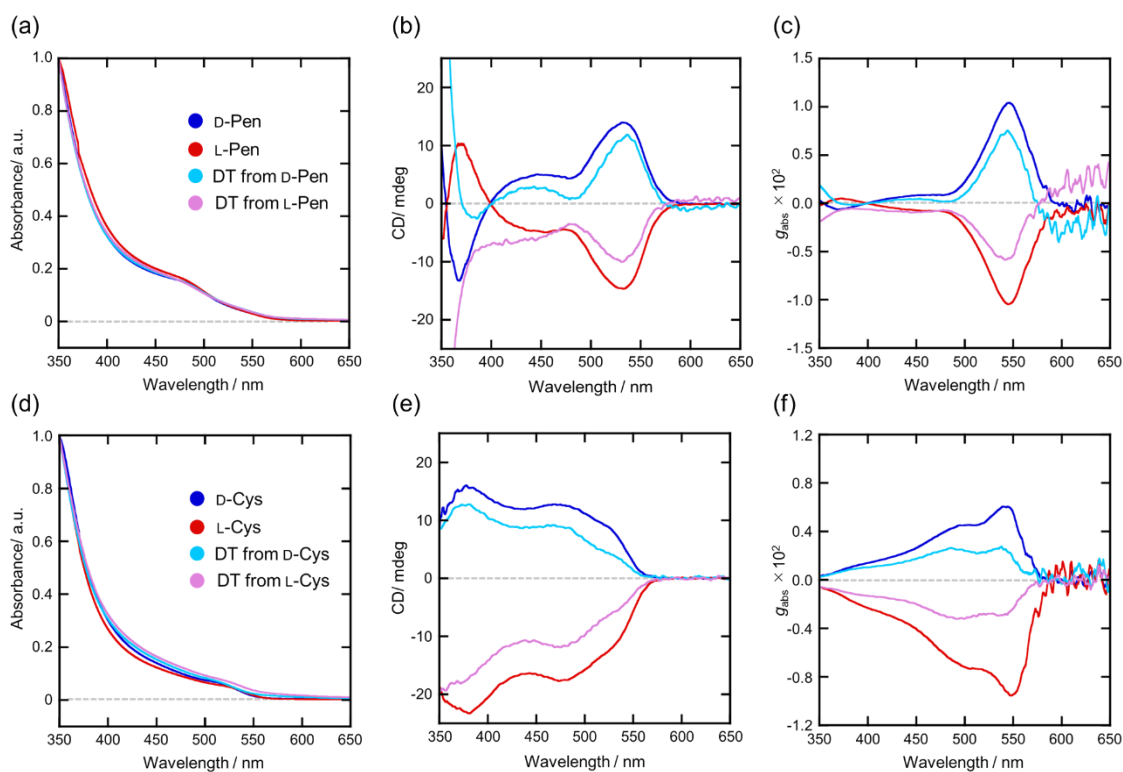 (a)
Absorbance/ a.u.
1.0
0.8
0.6
0.4
0.2
0
D-Pen
L-Pen
DT from D-Pen
DT from L-Pen
350 400 450 500 550 600 650
Wavelength / nm
(b)
CD/ mdeg
20
10
0
-10
-20
350 400 450 500 550 600 650
Wavelength / nm
(c)
gabs × 10²
1.5
1.0
0.5
0.0
-0.5
-1.0
-1.5
350 400 450 500 550 600 650
Wavelength / nm
(d)
Absorbance/ a.u.
1.0
0.8
0.6
0.4
0.2
0
D-Cys
L-Cys
DT from D-Cys
DT from L-Cys
350 400 450 500 550 600 650
Wavelength / nm
(e)
CD/ mdeg
20
10
0
-10
-20
350 400 450 500 550 600 650
Wavelength / nm
(f)
gabs × 10²
1.2
0.8
0.4
0.0
-0.4
-0.8
-1.2
350 400 450 500 550 600 650
Wavelength / nm